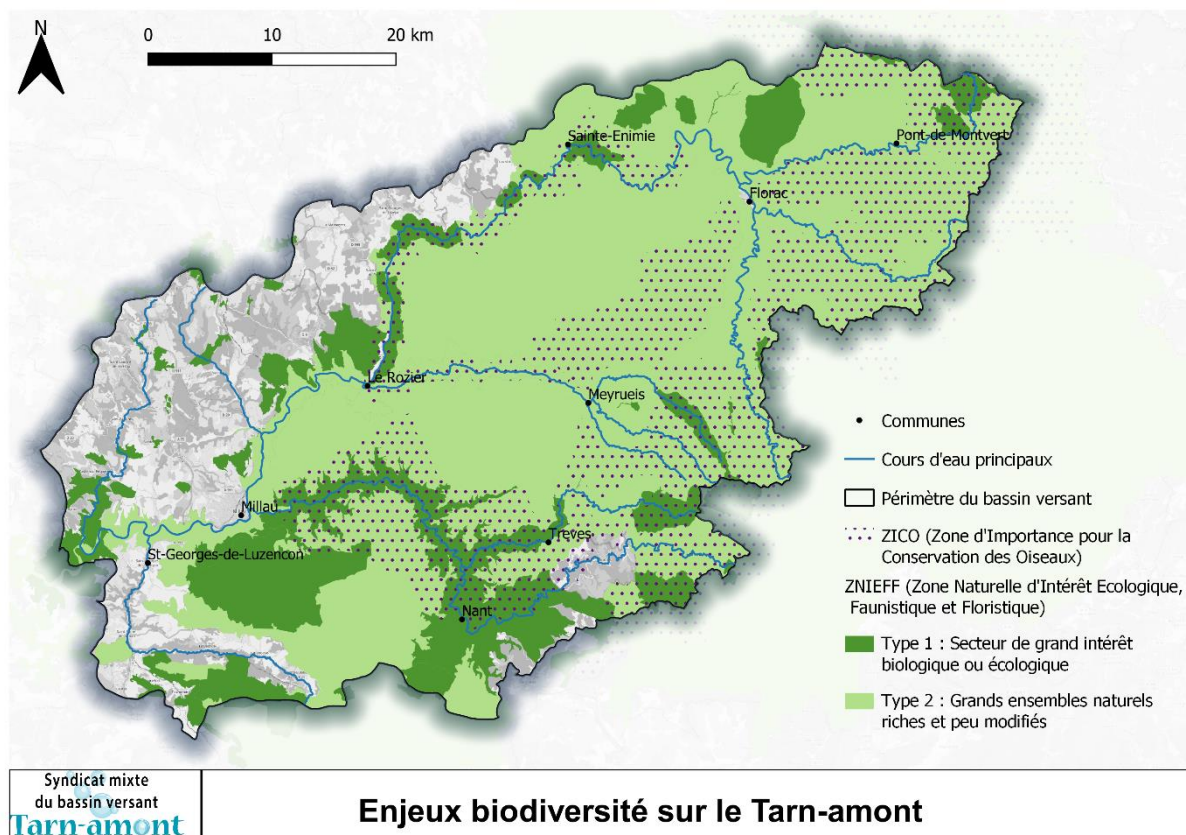 N
0 10 20 km
Sainte-Enimie
Pont-de-Montvert
Florac
Le Rozier
Meyrueis
Millau
St-Georges-de-Luzencon
Treves
Nant
Communes
Cours d'eau principaux
Périmètre du bassin versant
ZICO (Zone d'Importance pour la
Conservation des Oiseaux)
ZNIEFF (Zone Naturelle d'Intérêt Ecologique,
Faunistique et Floristique)
Type 1 : Secteur de grand intérêt
biologique ou écologique
Type 2 : Grands ensembles naturels
riches et peu modifiés
Syndicat mixte
du bassin versant
Tarn-amont
Enjeux biodiversité sur le Tarn-amont